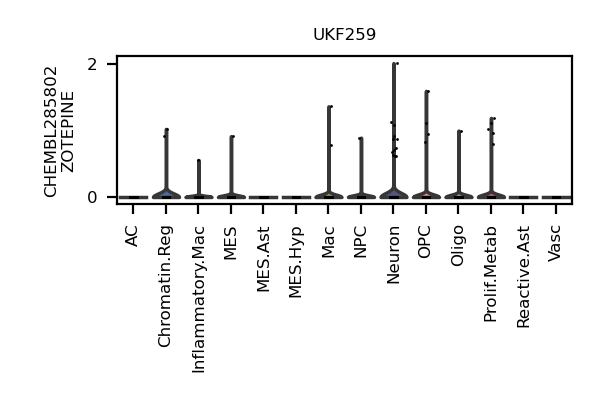 UKF259
CHEMBL285802
ZOTEPINE
2
0
AC
Chromatin.Reg
Inflammatory.Mac
MES
MES.Ast
MES.Hyp
Mac
NPC
Neuron
OPC
Oligo
Prolif.Metab
Reactive.Ast
Vasc